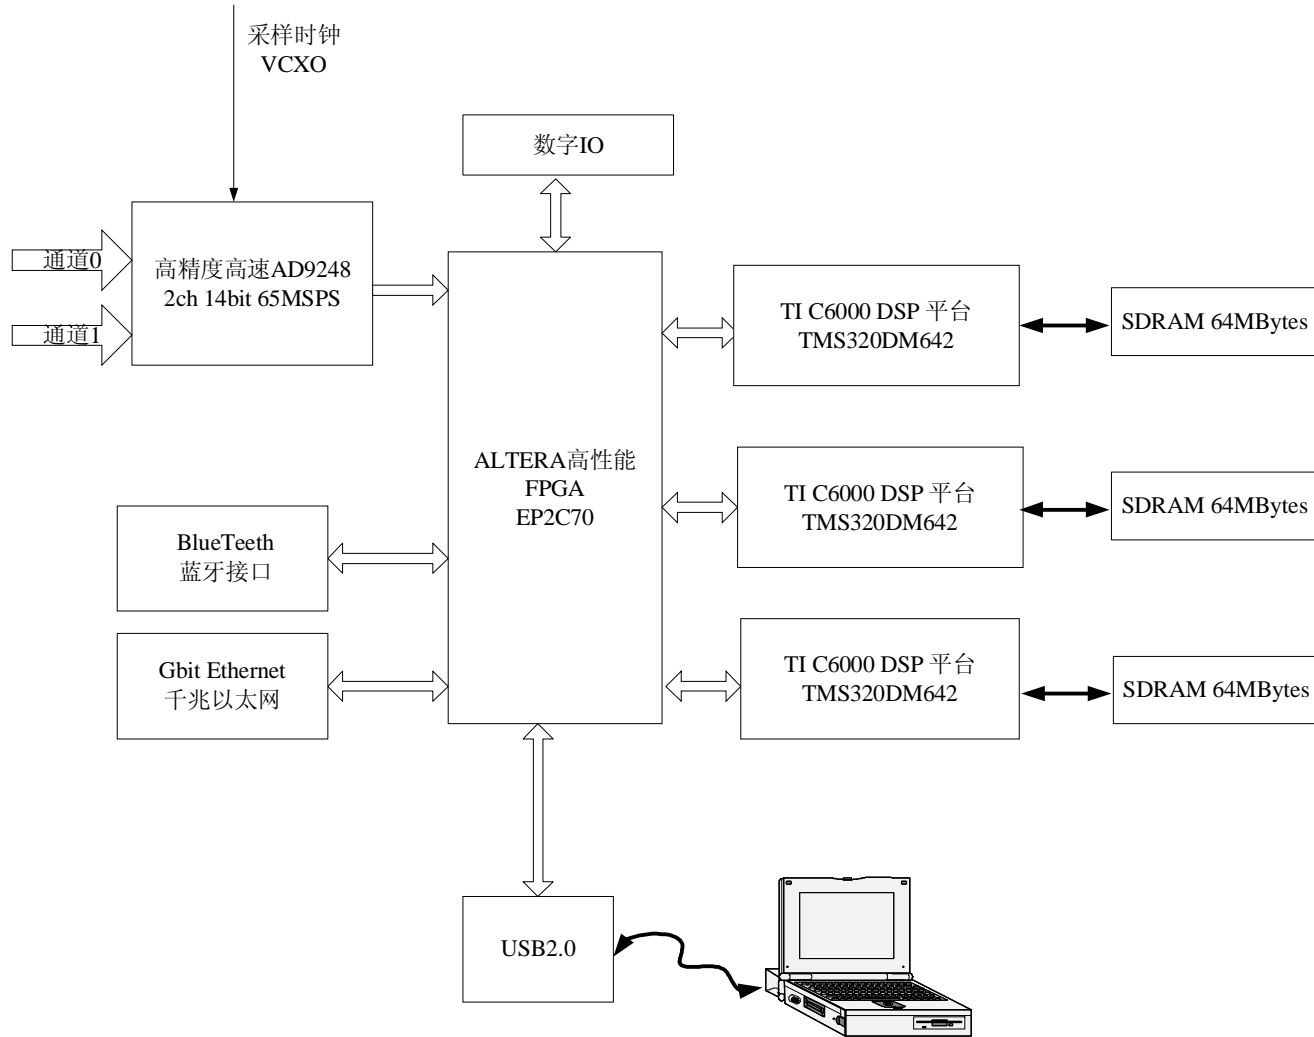 采样时钟
VCXO
数字IO
通道0
通道1
高精度高速AD9248
2ch 14bit 65MSPS
TI C6000 DSP 平台
TMS320DM642
SDRAM 64MBytes
ALTERA高性能
FPGA
EP2C70
TI C6000 DSP 平台
TMS320DM642
SDRAM 64MBytes
BlueTeeth
蓝牙接口
Gbit Ethernet
千兆以太网
TI C6000 DSP 平台
TMS320DM642
SDRAM 64MBytes
USB2.0